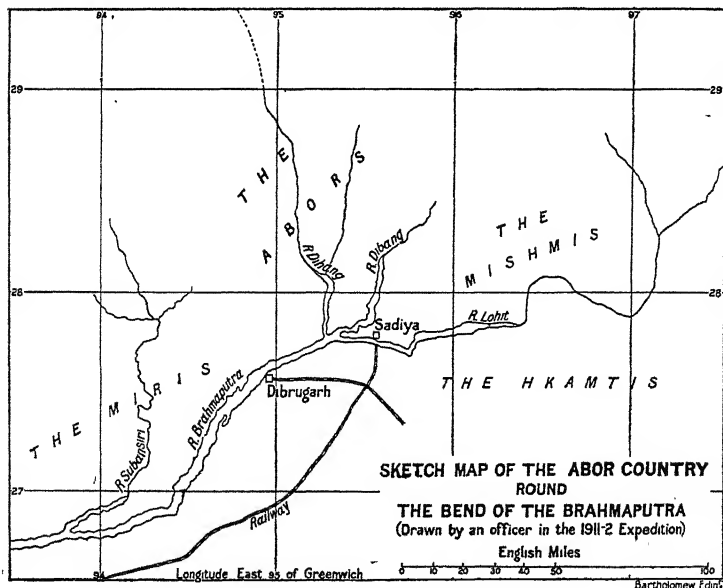 94 95 96 97
29 29
THE
ABORS
R.Dihang
R.Dibang
THE
MISHMIS
28 28
R. Lohit
Sadiya
THE HKAMTIS
Dibrugarh
THE MIRIS
R.Brahmaputra
R.Subansiri
27 27
Railway
SKETCH MAP OF THE ABOR COUNTRY
ROUND
THE BEND OF THE BRAHMAPUTRA
(Drawn by an officer in the 1911-2 Expedition)
English Miles
0 10 20 30 40 50 100
94 Longitude East 95 of Greenwich
Bartholomew Edin